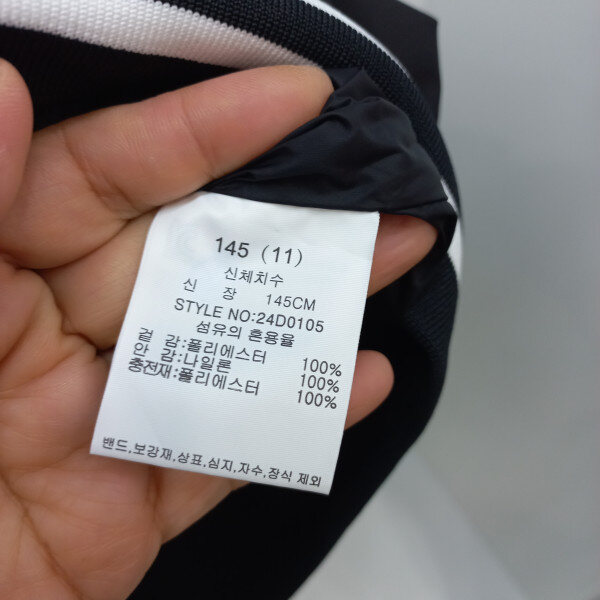 145 (11)
신체치수
신 장 145CM
STYLE NO:24D0105
섬유의 혼용율
겉 감:폴리에스터 100%
안 감:나일론 100%
충전재:폴리에스터 100%
밴드,보강재,상표,심지,자수,장식 제외